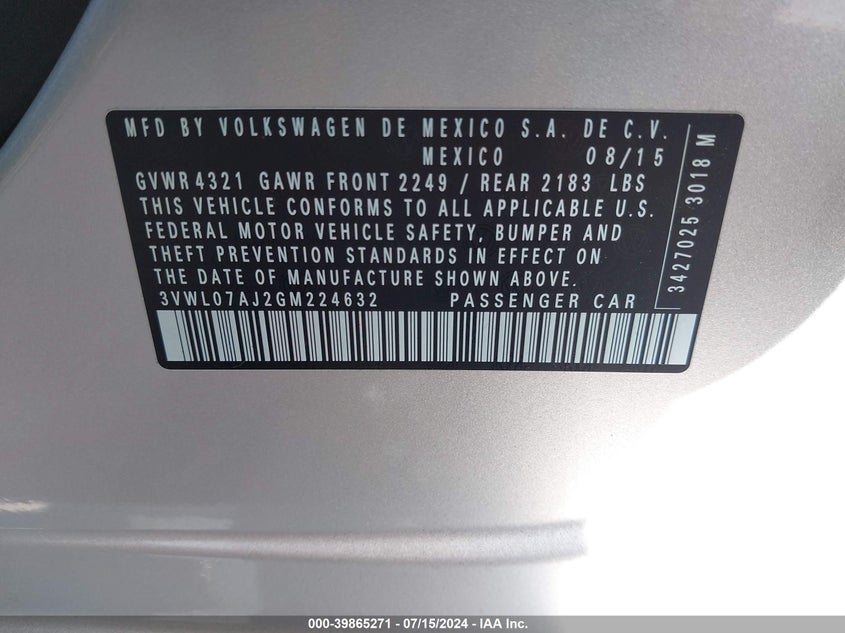 MFD BY VOLKSWAGEN DE MEXICO S.A. DE C.V.
MEXICO 08/15
GVWR 4321 GAWR FRONT 2249 / REAR 2183 LBS
THIS VEHICLE CONFORMS TO ALL APPLICABLE U.S.
FEDERAL MOTOR VEHICLE SAFETY, BUMPER AND
THEFT PREVENTION STANDARDS IN EFFECT ON
THE DATE OF MANUFACTURE SHOWN ABOVE.
3VWL07AJ2GM224632 PASSENGER CAR
3427025 3018 M
000-39865271 - 07/15/2024 - IAA Inc.